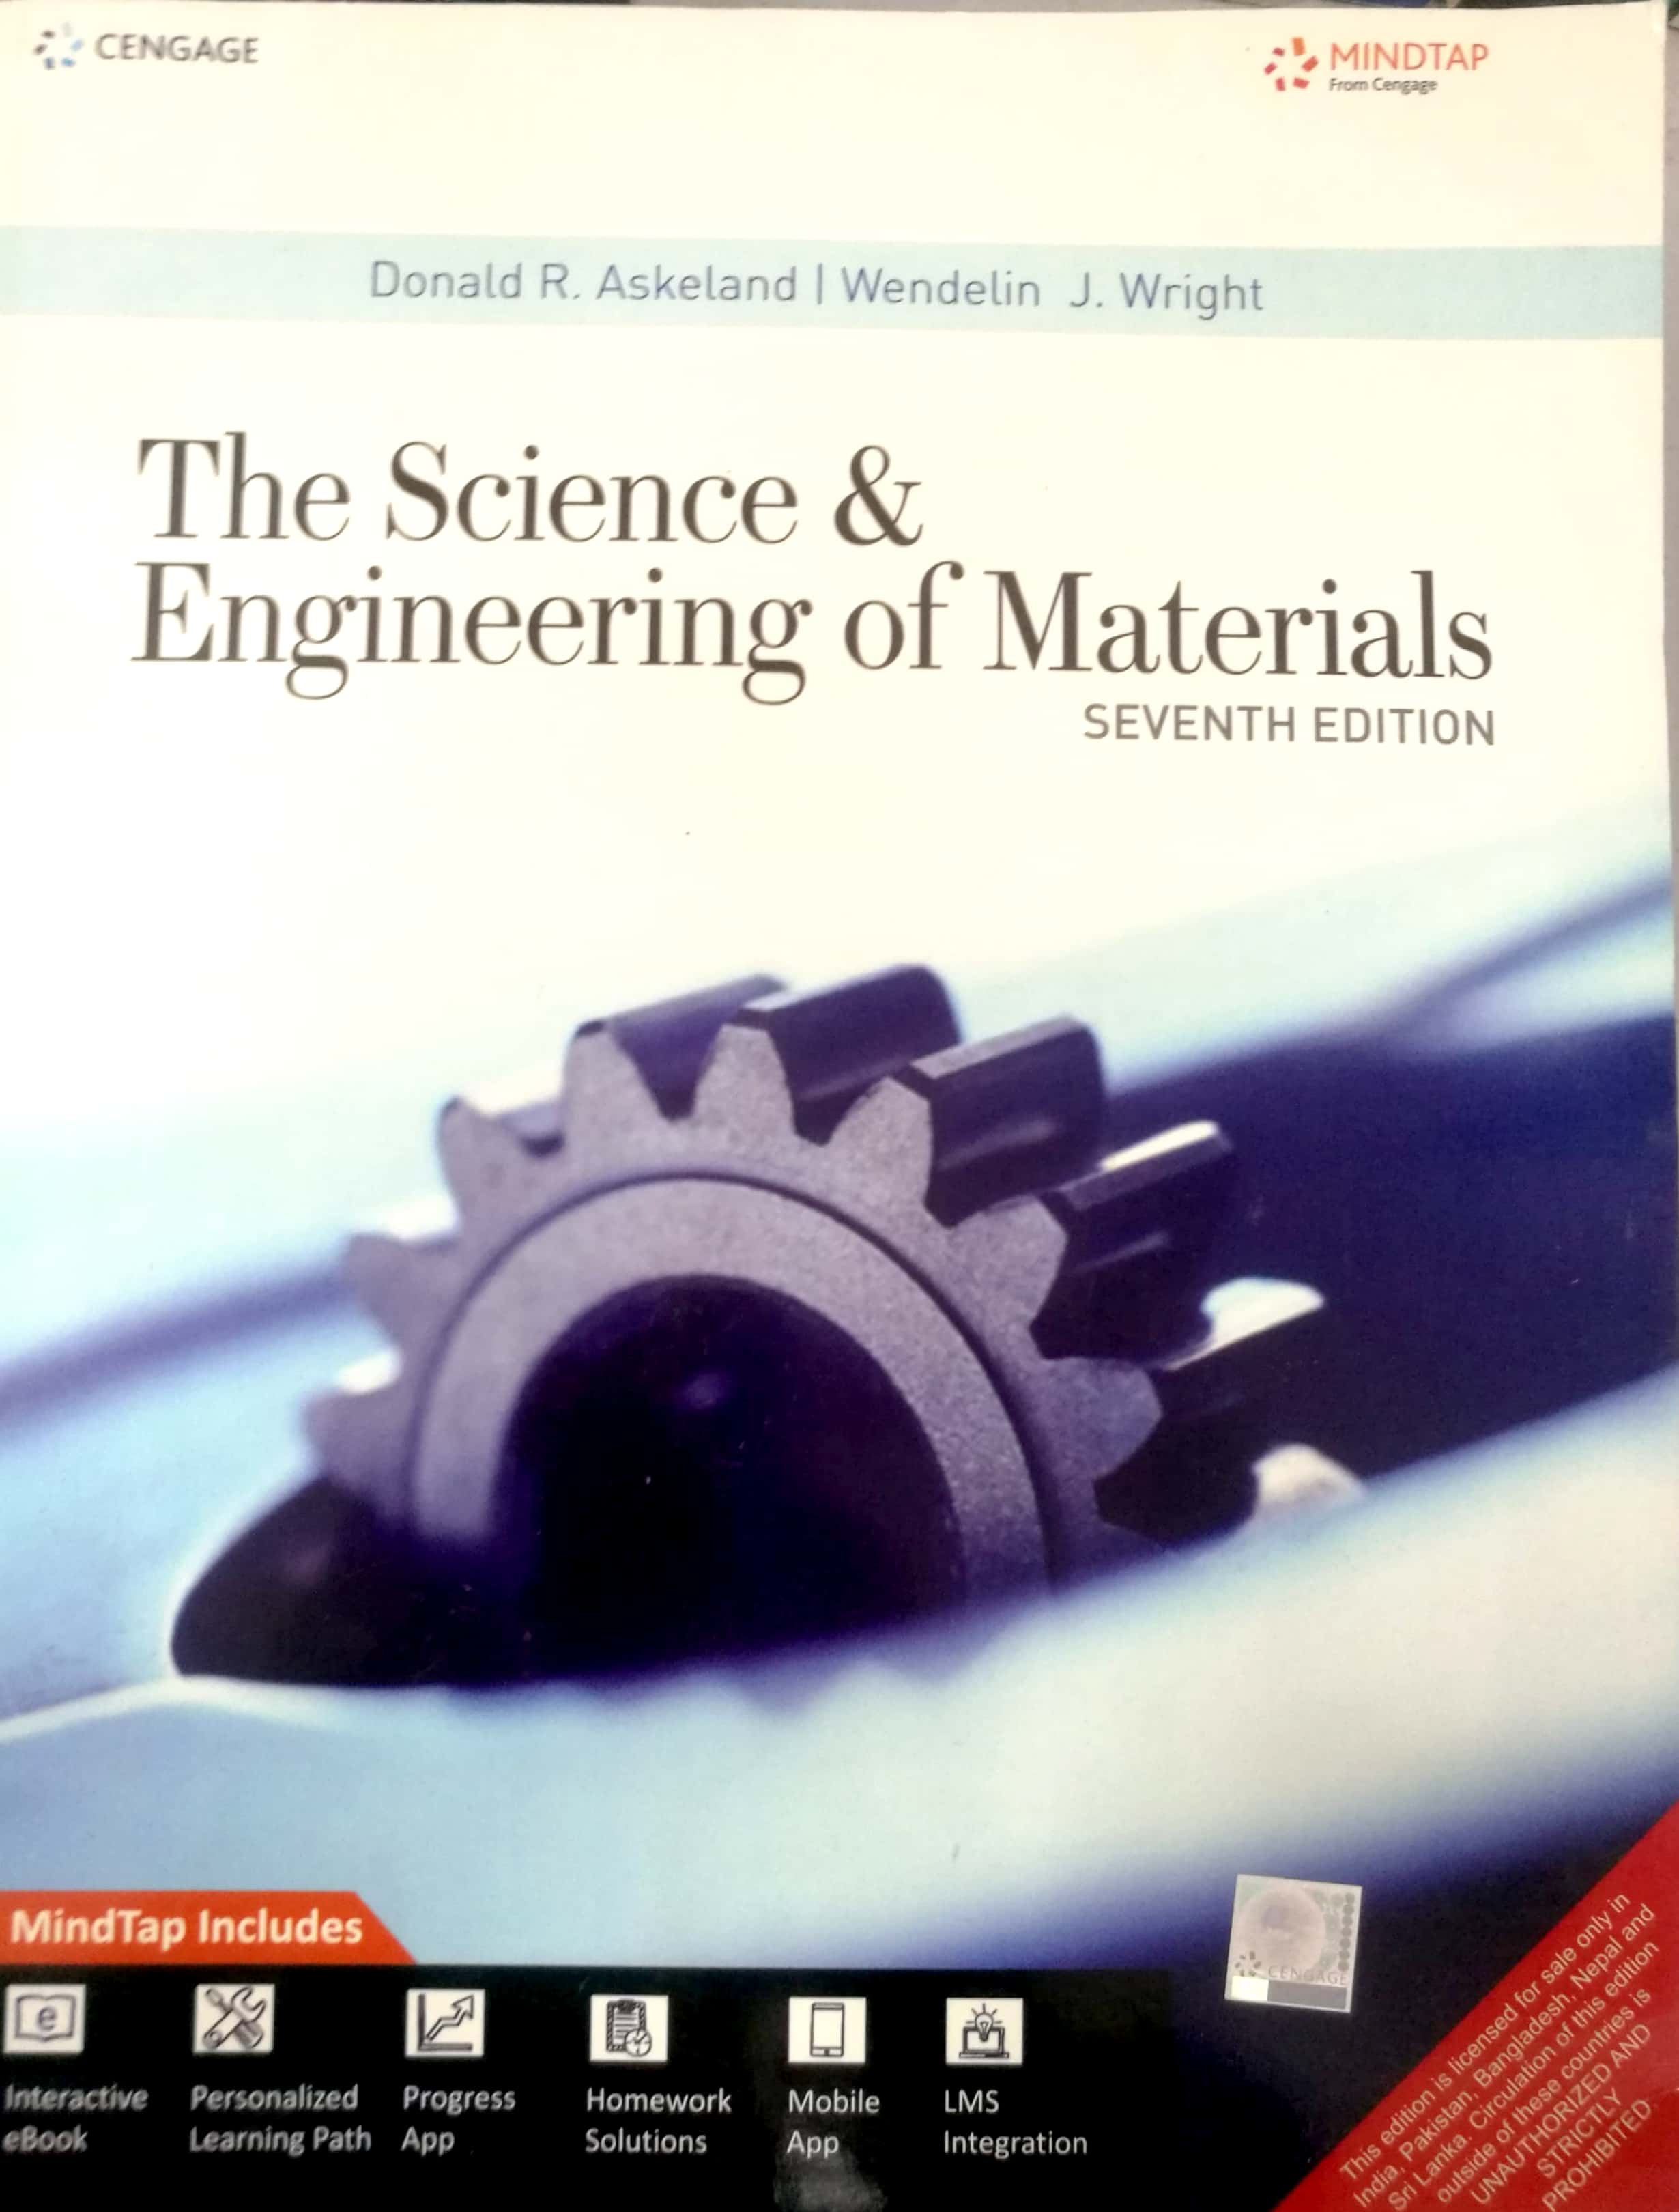 CENGAGE
MINDTAP
From Cengage
Donald R. Askeland | Wendelin J. Wright
The Science &
Engineering of Materials
SEVENTH EDITION
MindTap Includes
e
Interactive
eBook
Personalized
Learning Path
Progress
App
Homework
Solutions
Mobile
App
LMS
Integration
CENGAGE
This edition is licensed for sale only in
India, Pakistan, Bangladesh, Nepal and
Sri Lanka. Circulation of this edition
outside of these countries is
UNAUTHORIZED AND
STRICTLY
PROHIBITED